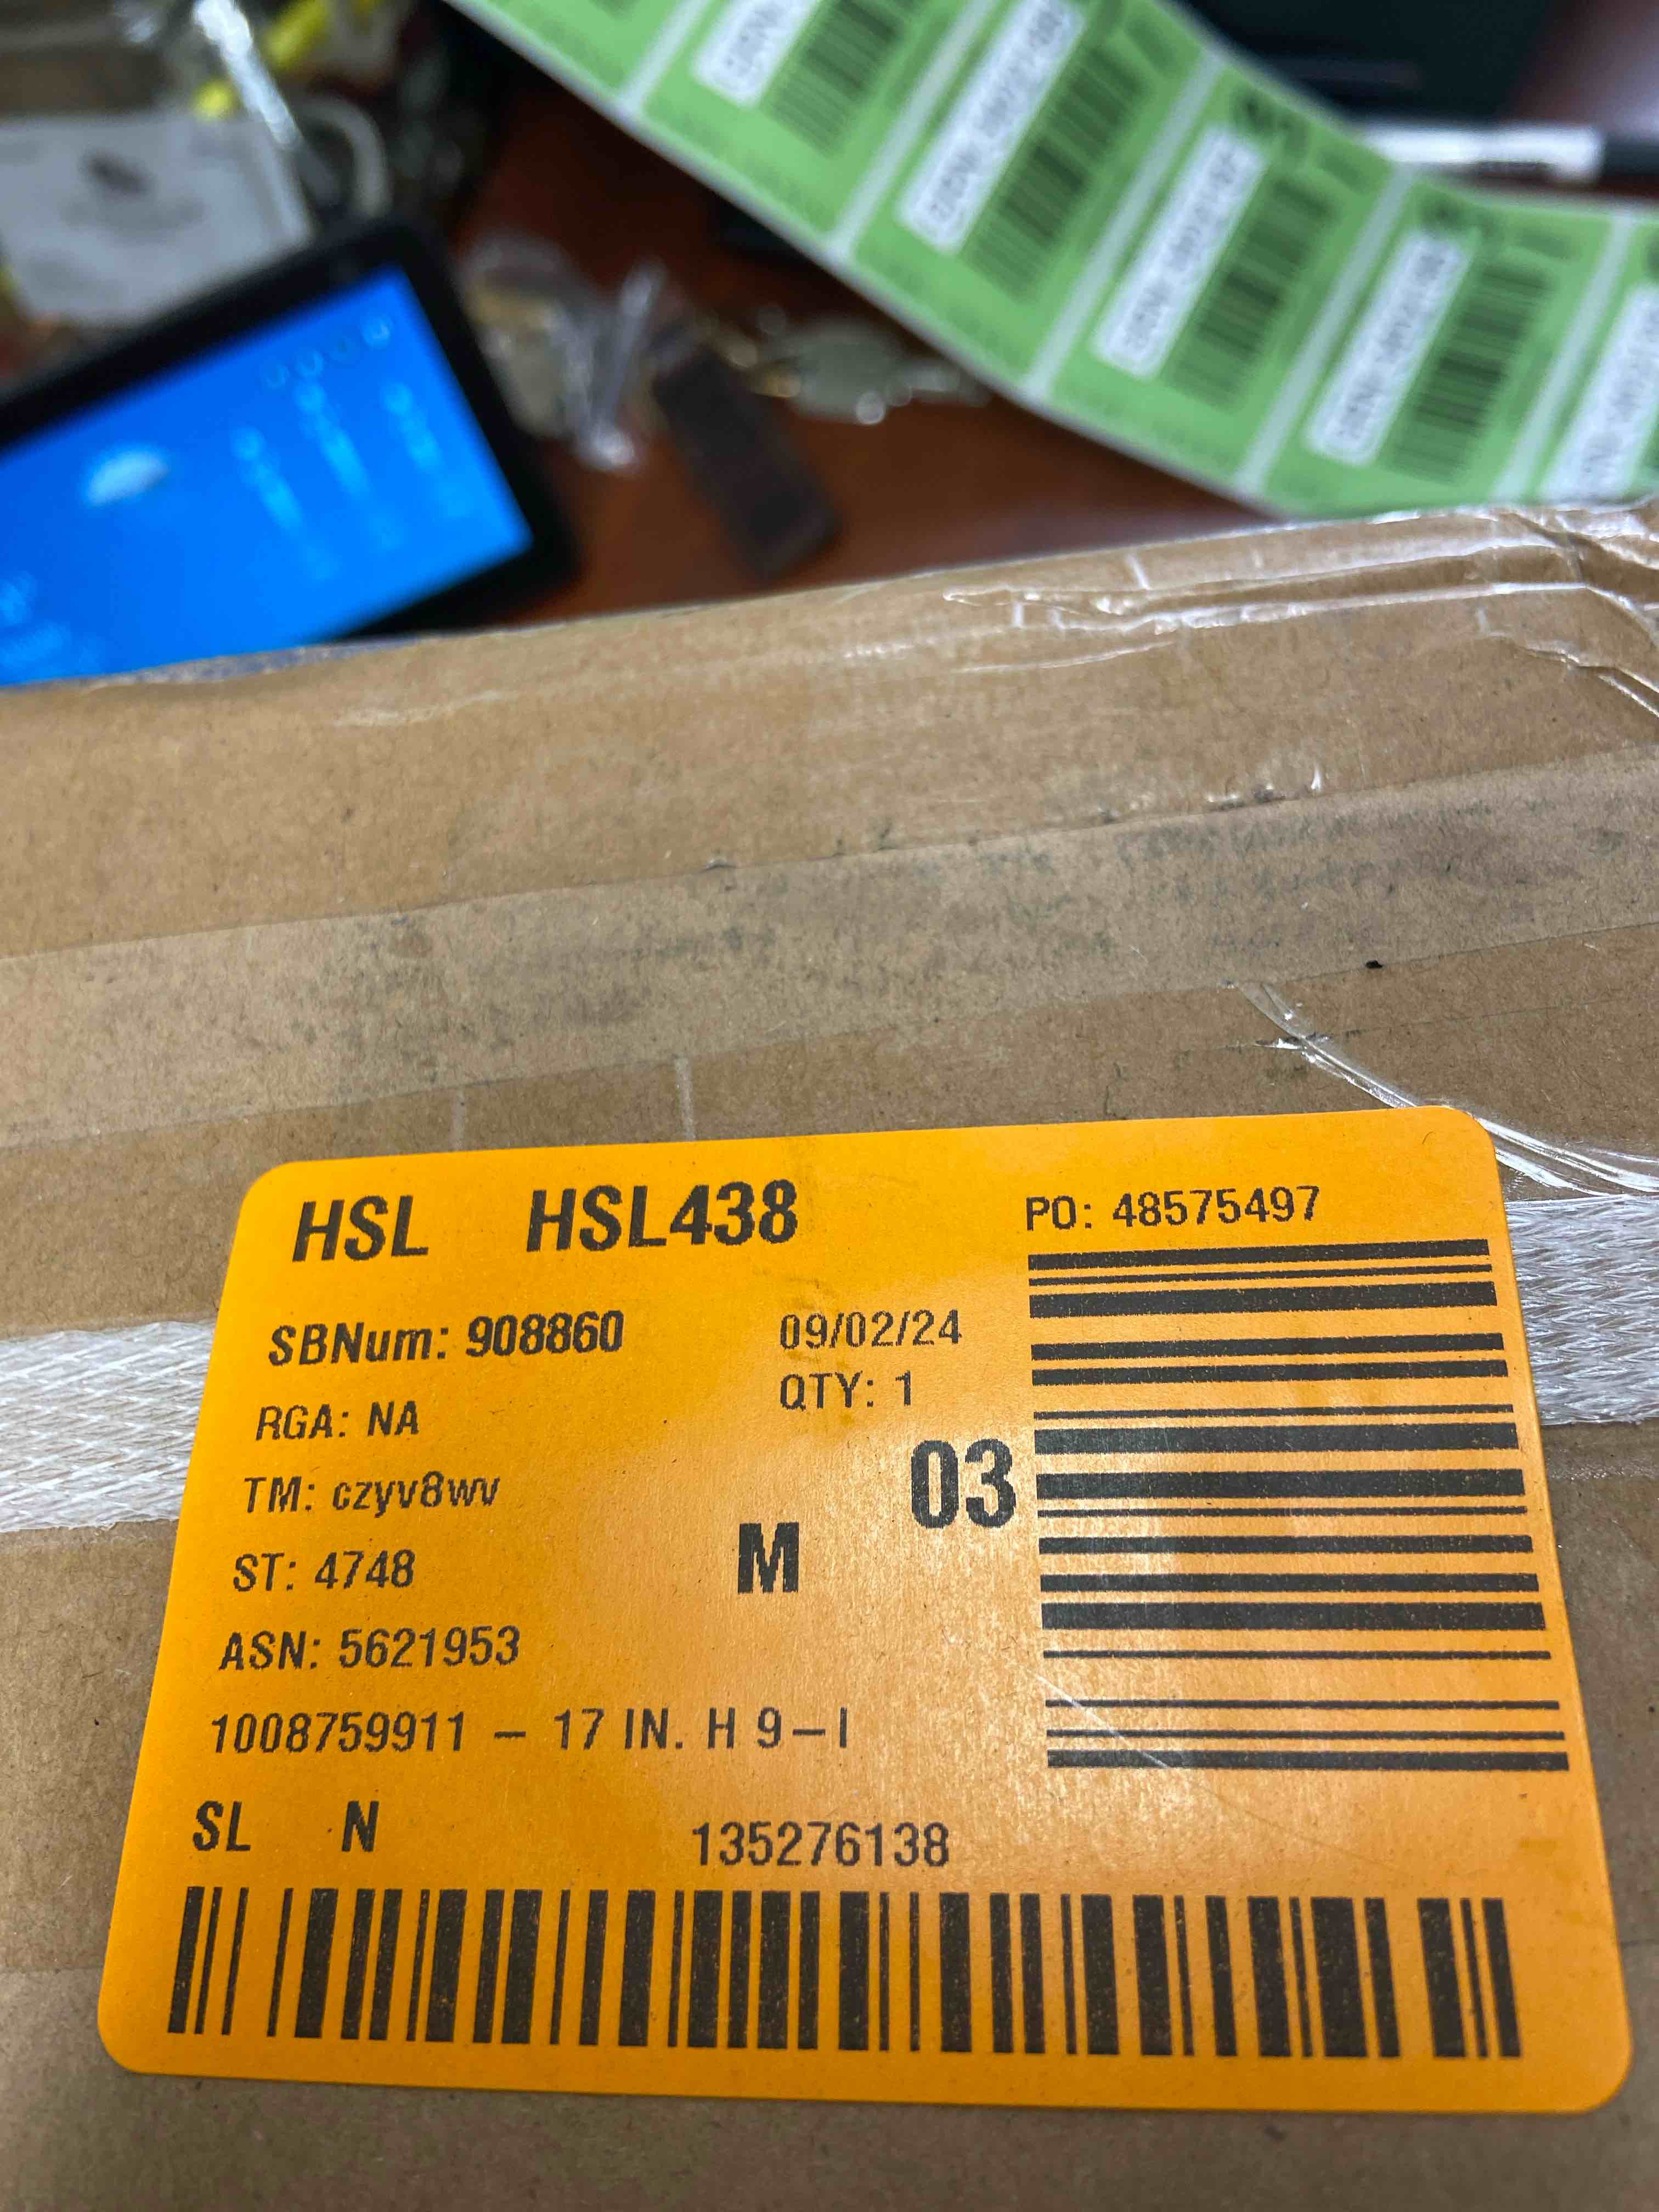 HSL HSL438
PO: 48575497
SBNum: 908860
09/02/24
RGA: NA
QTY: 1
TM: czyv8wv
03
ST: 4748
M
ASN: 5621953
1008759911 – 17 IN. H 9–I
SL N
135276138